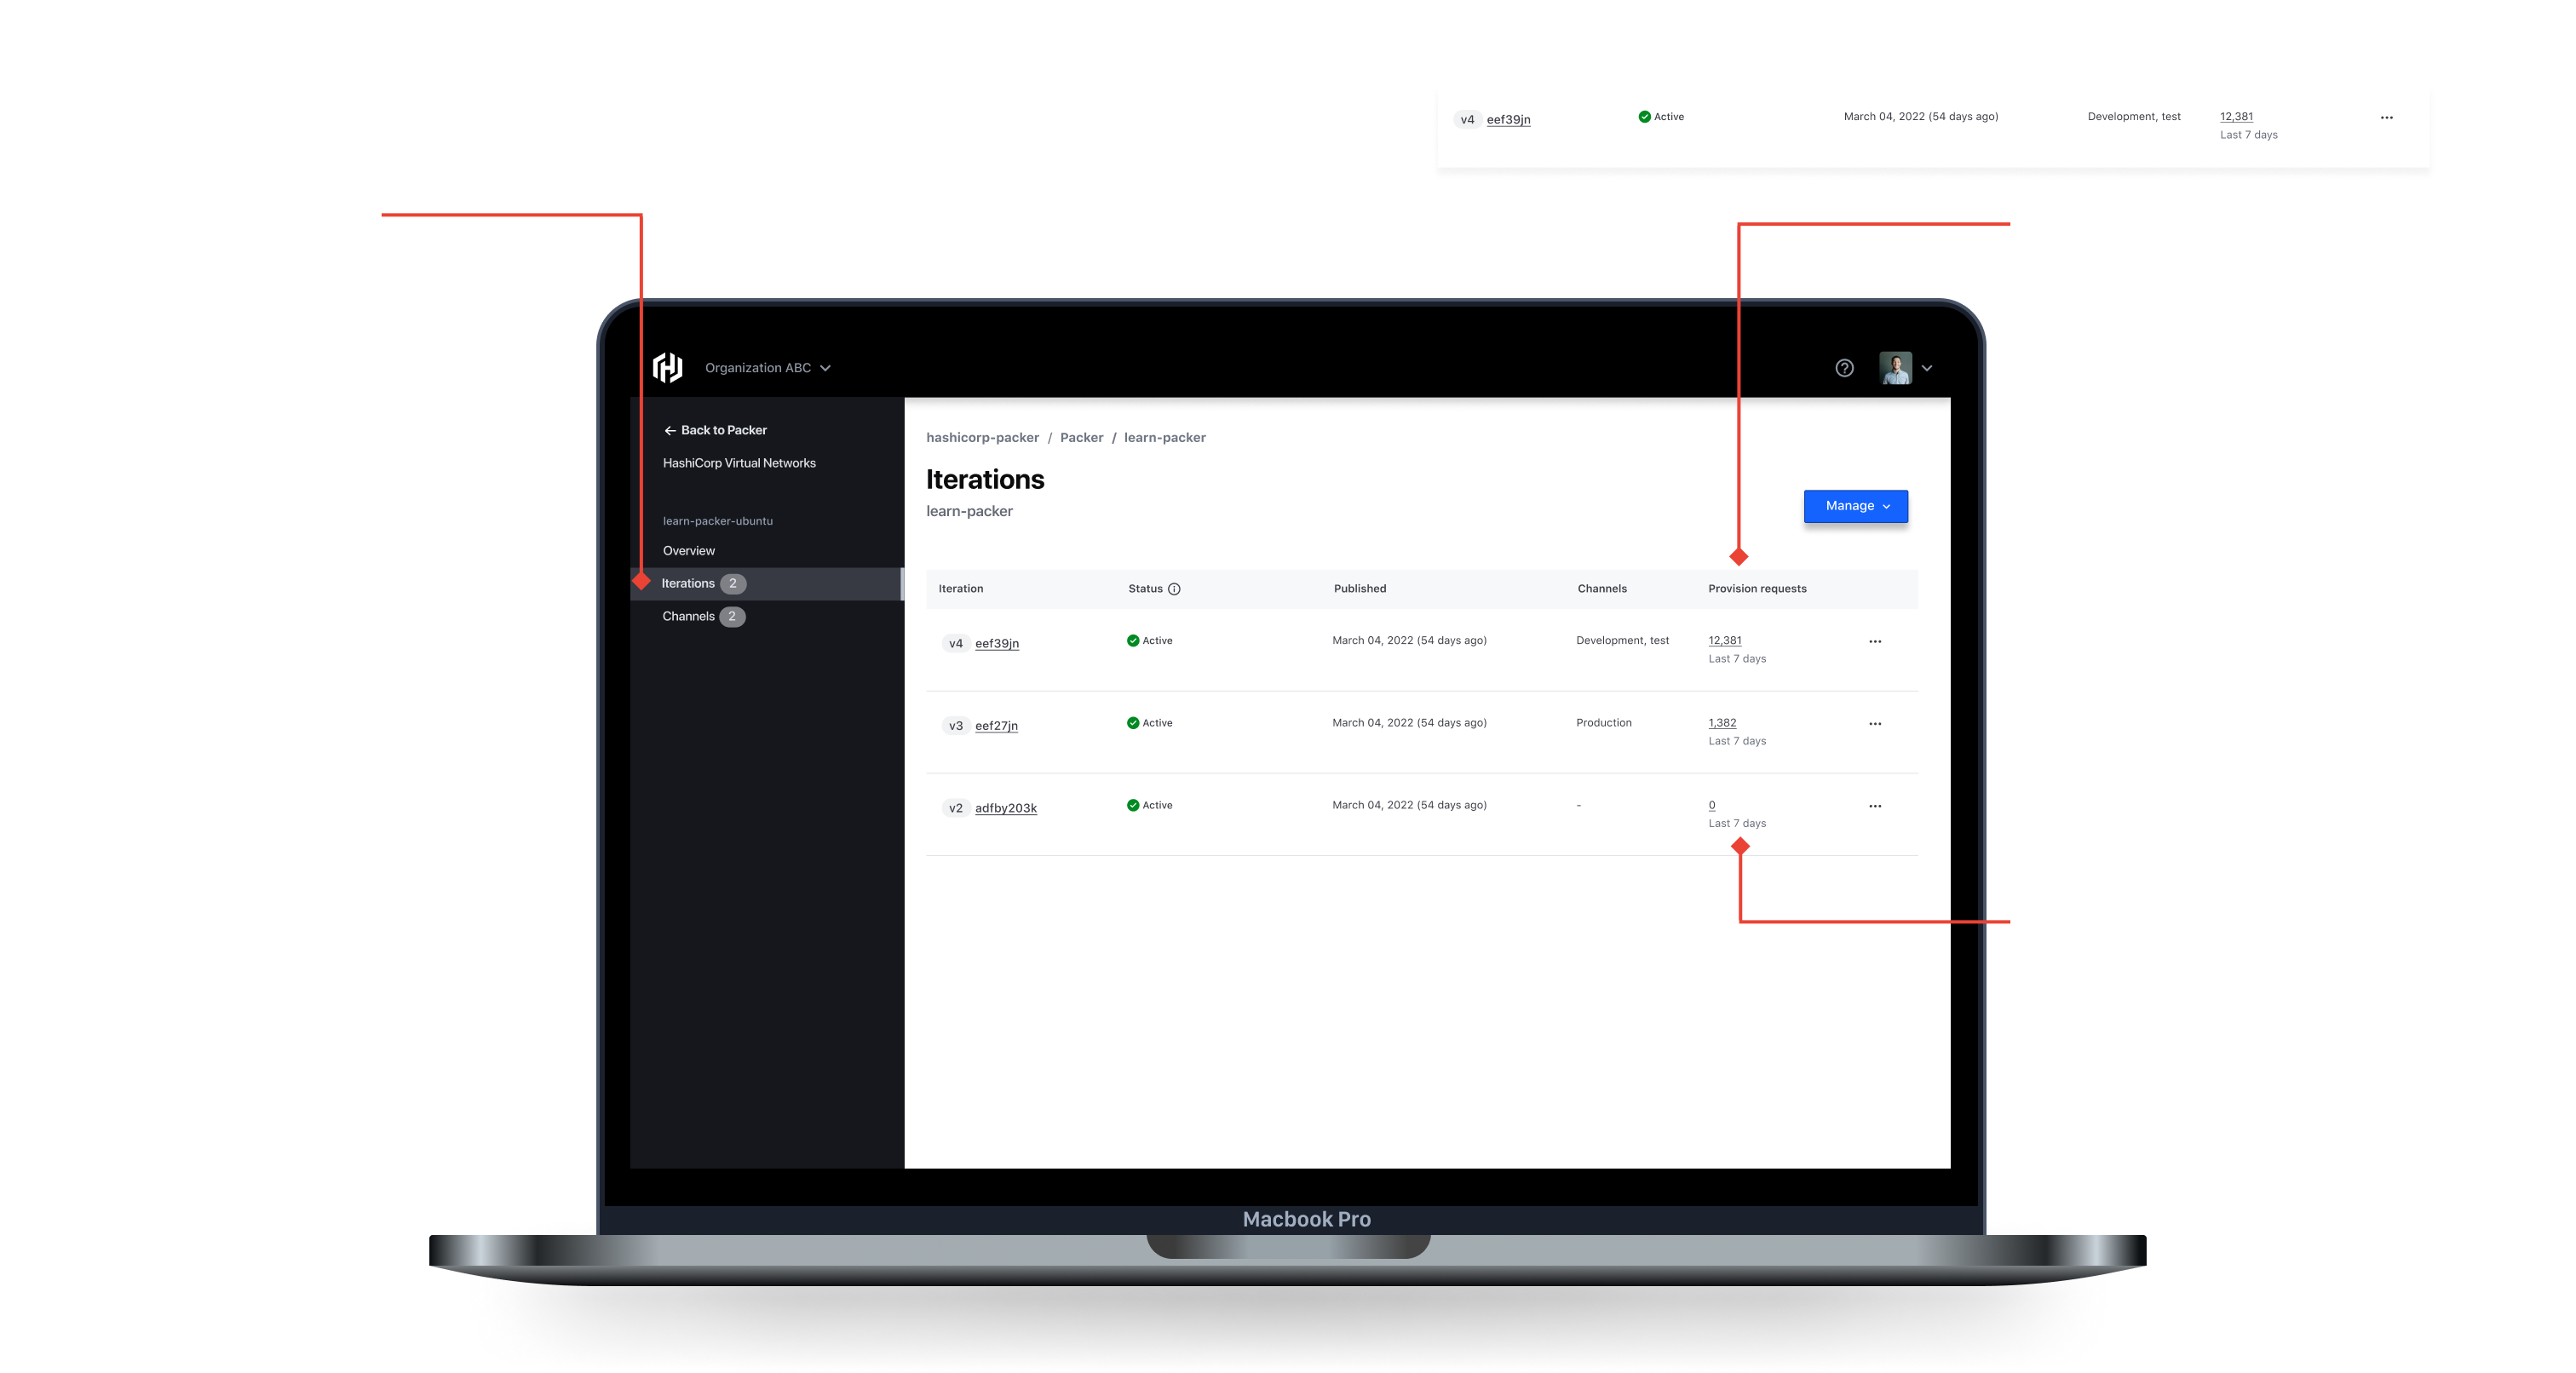 v4 eef39jn Active March 04, 2022 (54 days ago) Development, test 12,381
Last 7 days
Organization ABC
Back to Packer
HashiCorp Virtual Networks
learn-packer-ubuntu
Overview
Iterations 2
Channels 2
hashicorp-packer / Packer / learn-packer
Iterations
learn-packer
Manage
Iteration Status Published Channels Provision requests
v4 eef39jn Active March 04, 2022 (54 days ago) Development, test 12,381
Last 7 days
v3 eef27jn Active March 04, 2022 (54 days ago) Production 1,382
Last 7 days
v2 adfby203k Active March 04, 2022 (54 days ago) - 0
Last 7 days
Macbook Pro